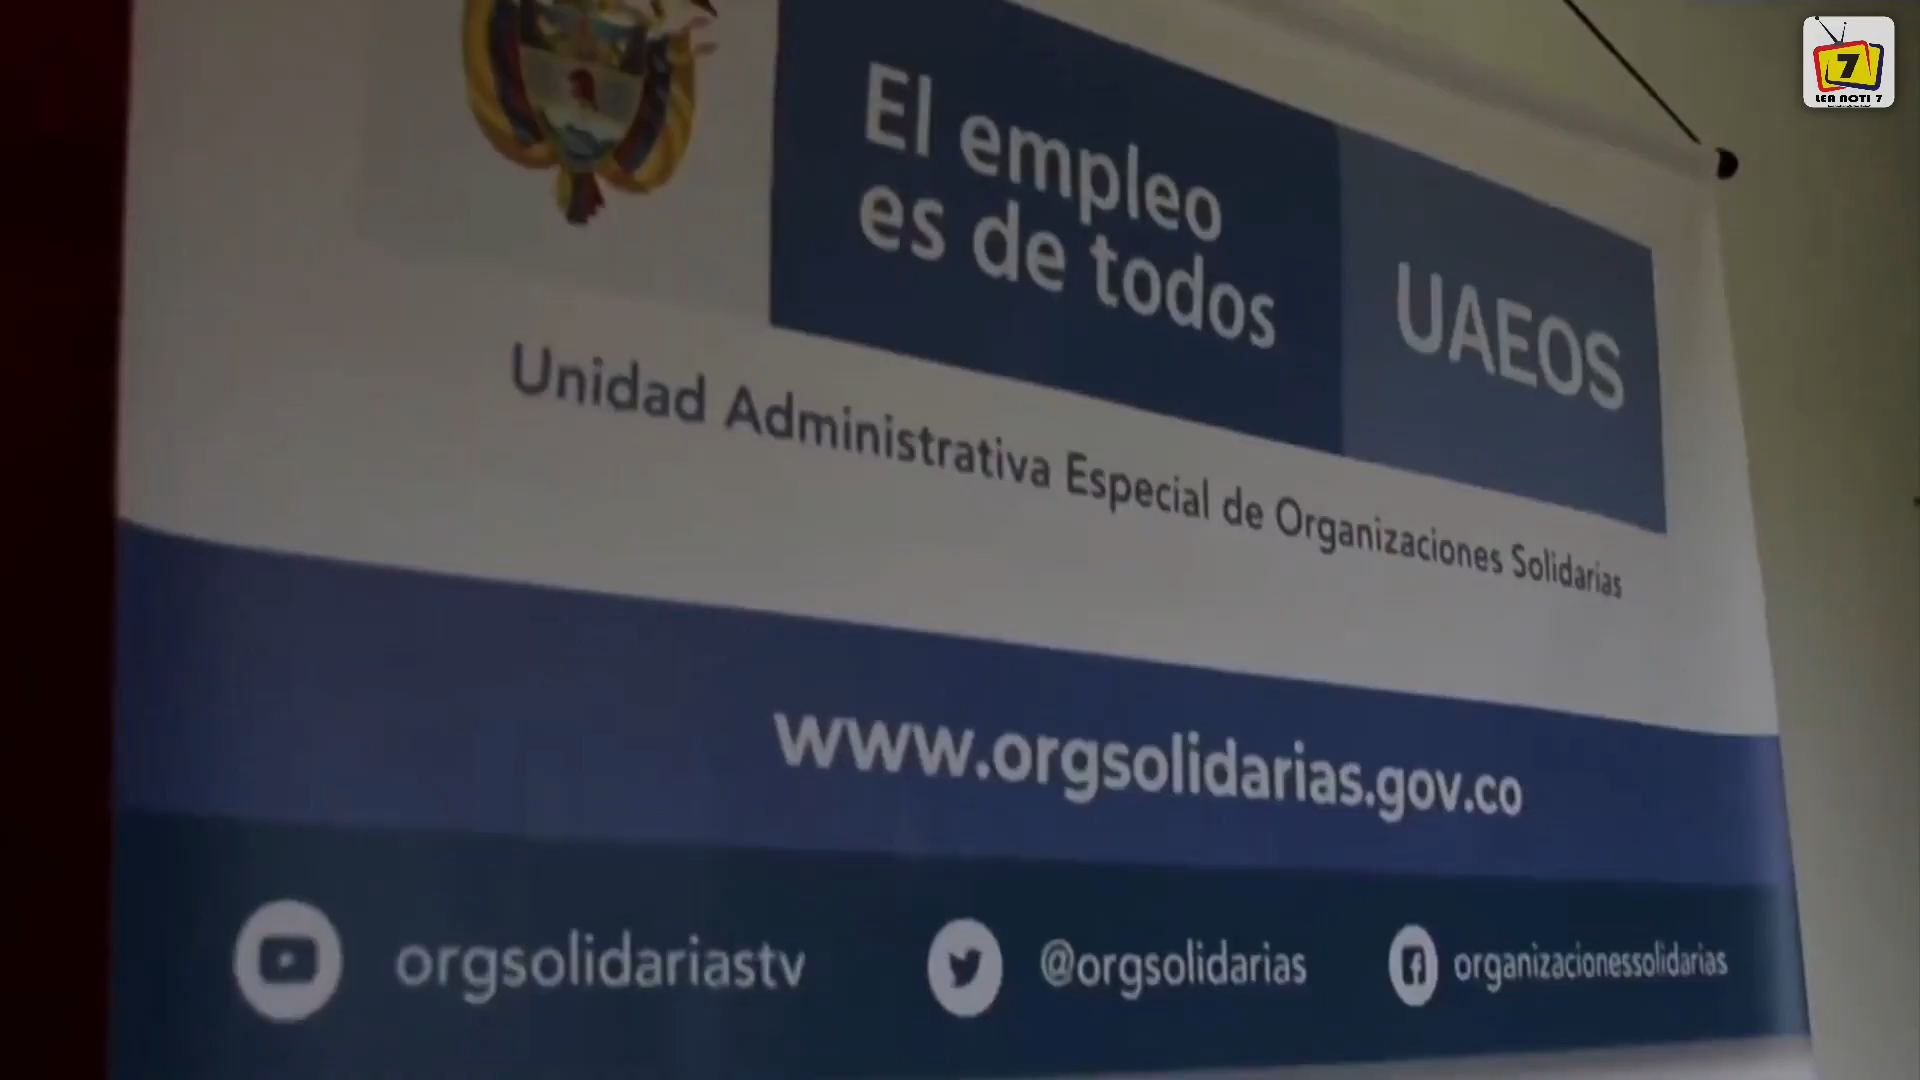 7
LEA NOTI 7
El empleo
es de todos
UAEOS
Unidad Administrativa Especial de Organizaciones Solidarias
www.orgsolidarias.gov.co
orgsolidariastv
@orgsolidarias
organizacionessolidarias